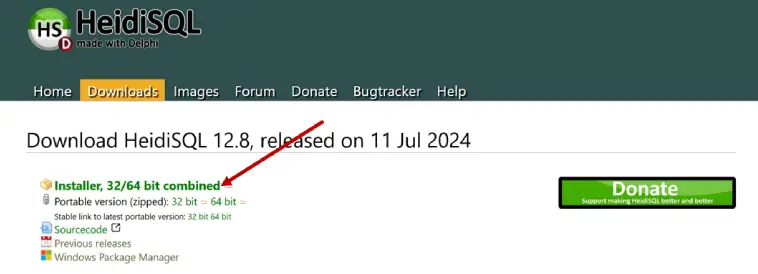 HS
D
HeidiSQL
made with Delphi
Home Downloads Images Forum Donate Bugtracker Help
Download HeidiSQL 12.8, released on 11 Jul 2024
Installer, 32/64 bit combined
Portable version (zipped): 32 bit 64 bit
Stable link to latest portable version: 32 bit 64 bit
Sourcecode
Previous releases
Windows Package Manager
Donate
Support making HeidiSQL better and better